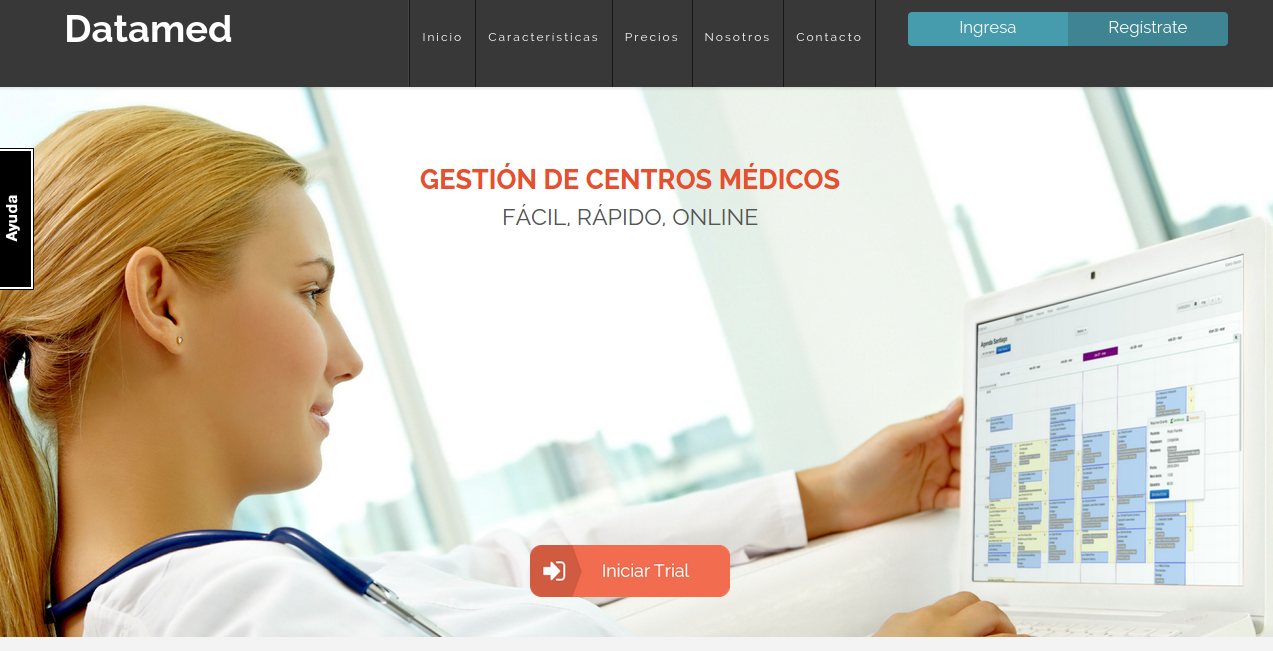 Datamed
Inicio
Características
Precios
Nosotros
Contacto
Ingresa
Registrate
Ayuda
GESTIÓN DE CENTROS MÉDICOS
FÁCIL, RÁPIDO, ONLINE
Agenda Santiago
Iniciar Trial